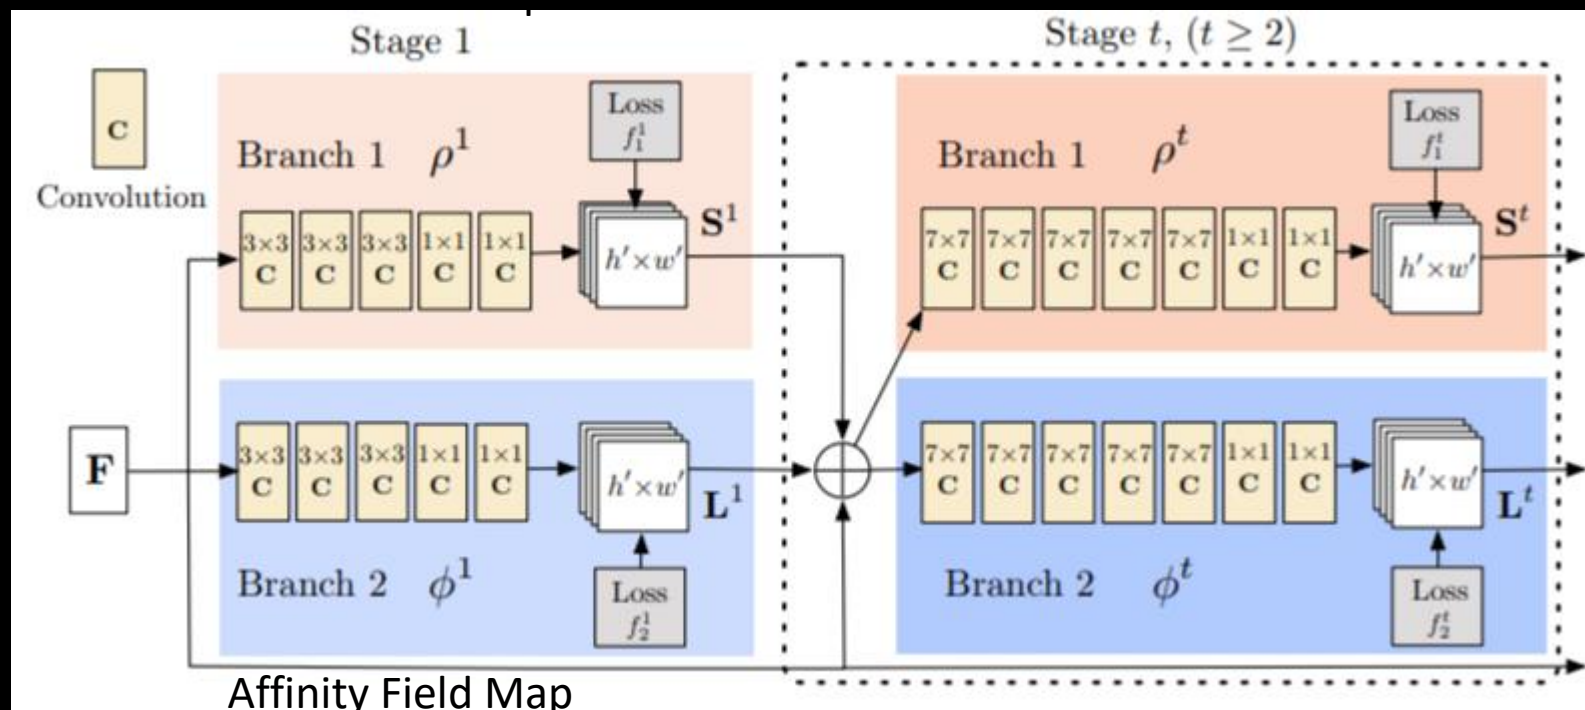 Stage 1
Stage t, (t ≥ 2)
C
Convolution
Loss
f₁¹
Branch 1 ρ¹
3×3 3×3 3×3 1×1 1×1
C C C C C
h′×w′
S¹
Loss
f₁ᵗ
Branch 1 ρᵗ
7×7 7×7 7×7 7×7 7×7 1×1 1×1
C C C C C C C
h′×w′
Sᵗ
F
3×3 3×3 3×3 1×1 1×1
C C C C C
h′×w′
L¹
Branch 2 ϕ¹
Loss
f₂¹
7×7 7×7 7×7 7×7 7×7 1×1 1×1
C C C C C C C
h′×w′
Lᵗ
Branch 2 ϕᵗ
Loss
f₂ᵗ
Affinity Field Map